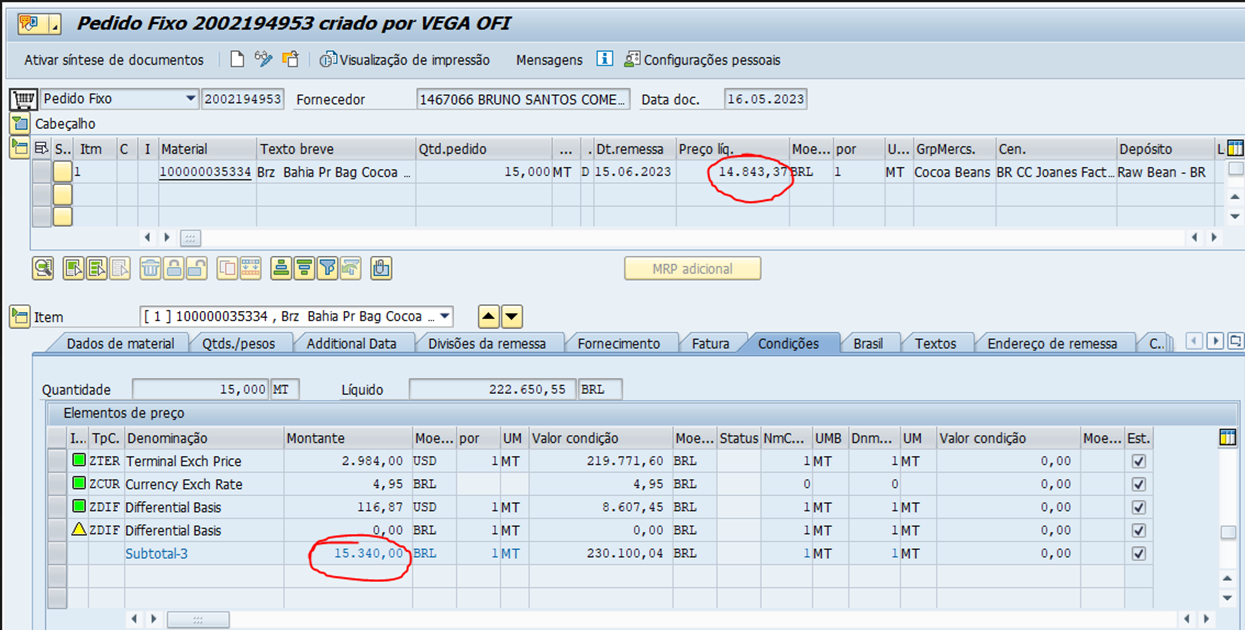 Pedido Fixo 2002194953 criado por VEGA OFI
Ativar síntese de documentos Visualização de impressão Mensagens Configurações pessoais
Pedido Fixo 2002194953 Fornecedor 1467066 BRUNO SANTOS COME... Data doc. 16.05.2023
Cabeçalho
S.. Itm C I Material Texto breve Qtd.pedido ... . Dt.remessa Preço líq. Moe... por U... GrpMercs. Cen. Depósito L
1 100000035334 Brz Bahia Pr Bag Cocoa ... 15,000 MT D 15.06.2023 14.843,37 BRL 1 MT Cocoa Beans BR CC Joanes Fact... Raw Bean - BR
MRP adicional
Item [ 1 ] 100000035334 , Brz Bahia Pr Bag Cocoa ...
Dados de material Qtds./pesos Additional Data Divisões da remessa Fornecimento Fatura Condições Brasil Textos Endereço de remessa C..
Quantidade 15,000 MT Líquido 222.650,55 BRL
Elementos de preço
I... TpC. Denominação Montante Moe... por UM Valor condição Moe... Status NmC... UMB Dnm... UM Valor condição Moe... Est.
ZTER Terminal Exch Price 2.984,00 USD 1 MT 219.771,60 BRL 1 MT 1 MT 0,00
ZCUR Currency Exch Rate 4,95 BRL 4,95 BRL 0 0 0,00
ZDIF Differential Basis 116,87 USD 1 MT 8.607,45 BRL 1 MT 1 MT 0,00
ZDIF Differential Basis 0,00 BRL 1 MT 0,00 BRL 1 MT 1 MT 0,00
Subtotal-3 15.340,00 BRL 1 MT 230.100,04 BRL 1 MT 1 MT 0,00